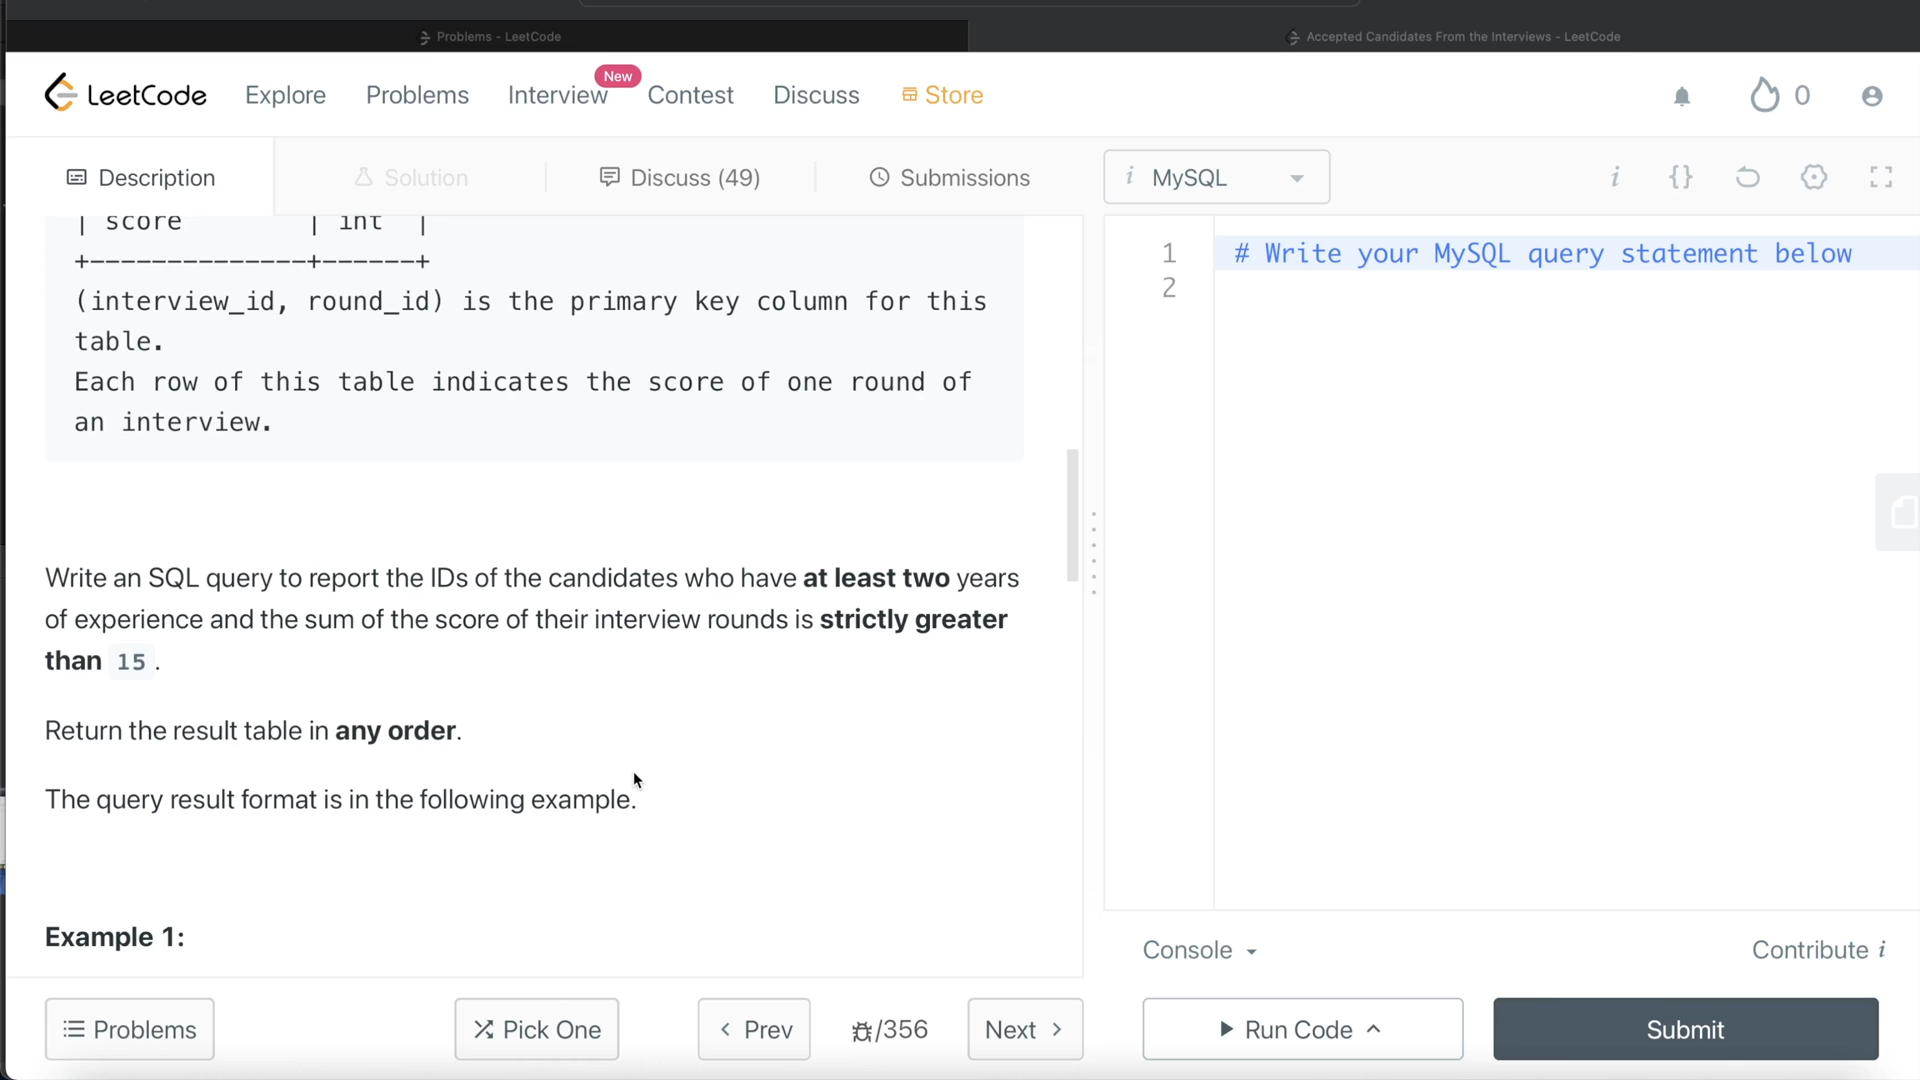 Problems - LeetCode
Accepted Candidates From the Interviews - LeetCode
LeetCode
Explore
Problems
Interview
New
Contest
Discuss
Store
0
Description
Solution
Discuss (49)
Submissions
i MySQL
i {}
| score | int |
+--------------+------+
(interview_id, round_id) is the primary key column for this
table.
Each row of this table indicates the score of one round of
an interview.
Write an SQL query to report the IDs of the candidates who have at least two years
of experience and the sum of the score of their interview rounds is strictly greater
than 15 .
Return the result table in any order.
The query result format is in the following example.
Example 1:
1 # Write your MySQL query statement below
2
Console
Contribute i
Problems
Pick One
Prev
/356
Next
Run Code
Submit